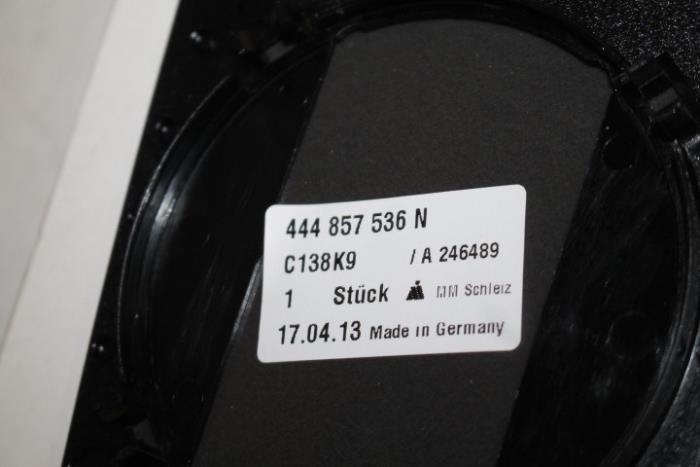 444 857 536 N
C138K9 / A 246489
1 Stück MM Schleiz
17.04.13 Made in Germany